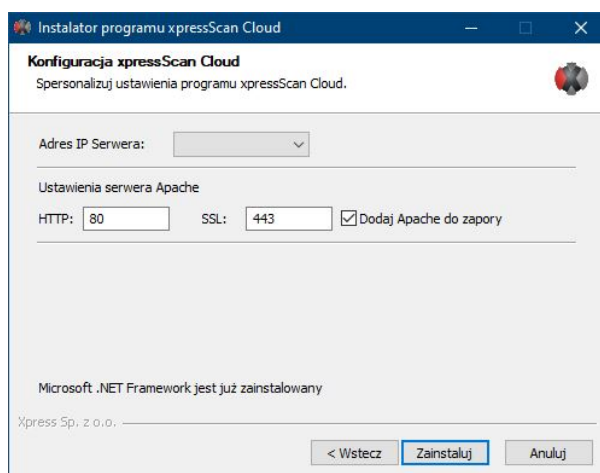 Instalator programu xpressScan Cloud
Konfiguracja xpressScan Cloud
Spersonalizuj ustawienia programu xpressScan Cloud.
Adres IP Serwera:
Ustawienia serwera Apache
HTTP: 80 SSL: 443 Dodaj Apache do zapory
Microsoft .NET Framework jest już zainstalowany
Xpress Sp. z o.o.
< Wstecz Zainstaluj Anuluj